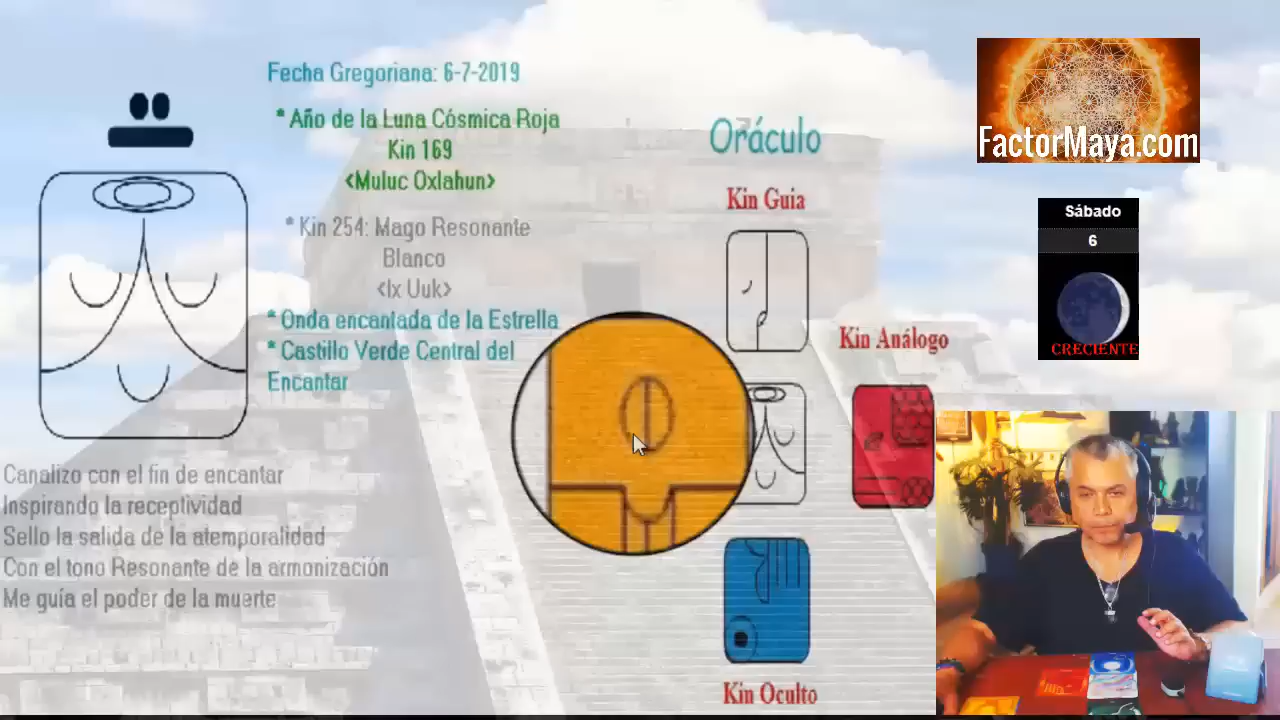 Fecha Gregoriana: 6-7-2019
* Año de la Luna Cósmica Roja
Kin 169
<Muluc Oxlahun>
* Kin 254: Mago Resonante
Blanco
<Ix Uuk>
* Onda encantada de la Estrella
* Castillo Verde Central del
Encantar
Canalizo con el fin de encantar
Inspirando la receptividad
Sello la salida de la atemporalidad
Con el tono Resonante de la armonización
Me guía el poder de la muerte
Oráculo
Kin Guia
Kin Análogo
Kin Oculto
FactorMaya.com
Sábado
6
CRECIENTE